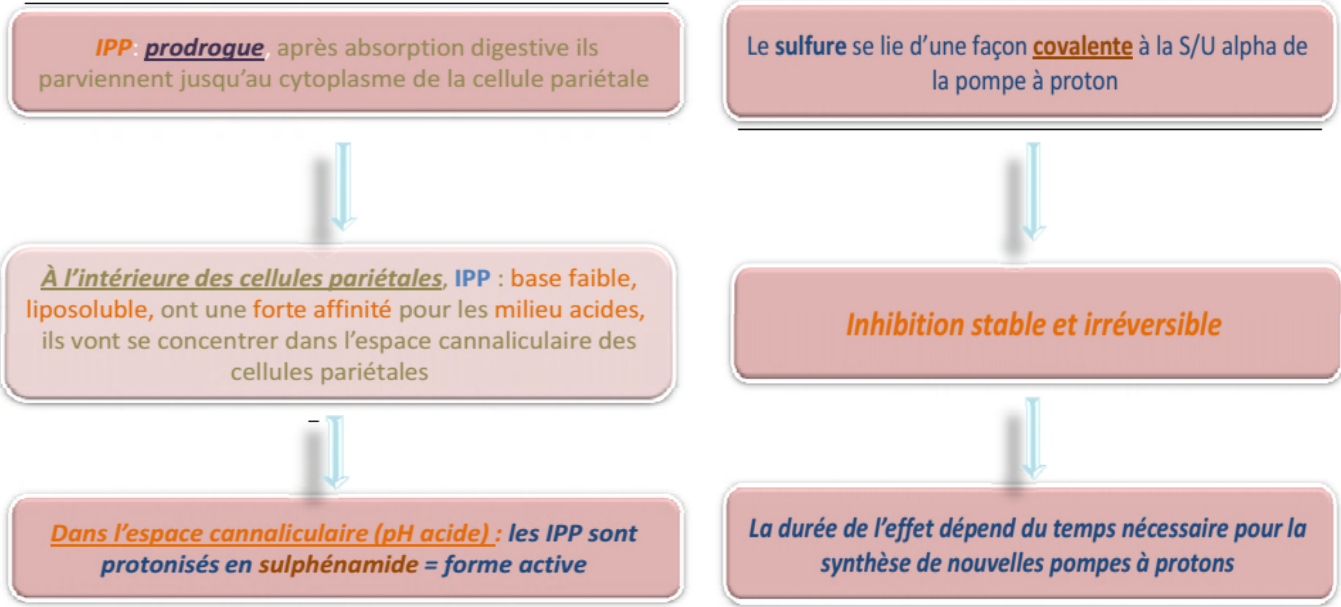 IPP: prodrogue, après absorption digestive ils
parviennent jusqu'au cytoplasme de la cellule pariétale
À l'intérieure des cellules pariétales, IPP : base faible,
liposoluble, ont une forte affinité pour les milieu acides,
ils vont se concentrer dans l'espace cannaliculaire des
cellules pariétales
Dans l'espace cannaliculaire (pH acide) : les IPP sont
protonisés en sulphénamide = forme active
Le sulfure se lie d'une façon covalente à la S/U alpha de
la pompe à proton
Inhibition stable et irréversible
La durée de l'effet dépend du temps nécessaire pour la
synthèse de nouvelles pompes à protons